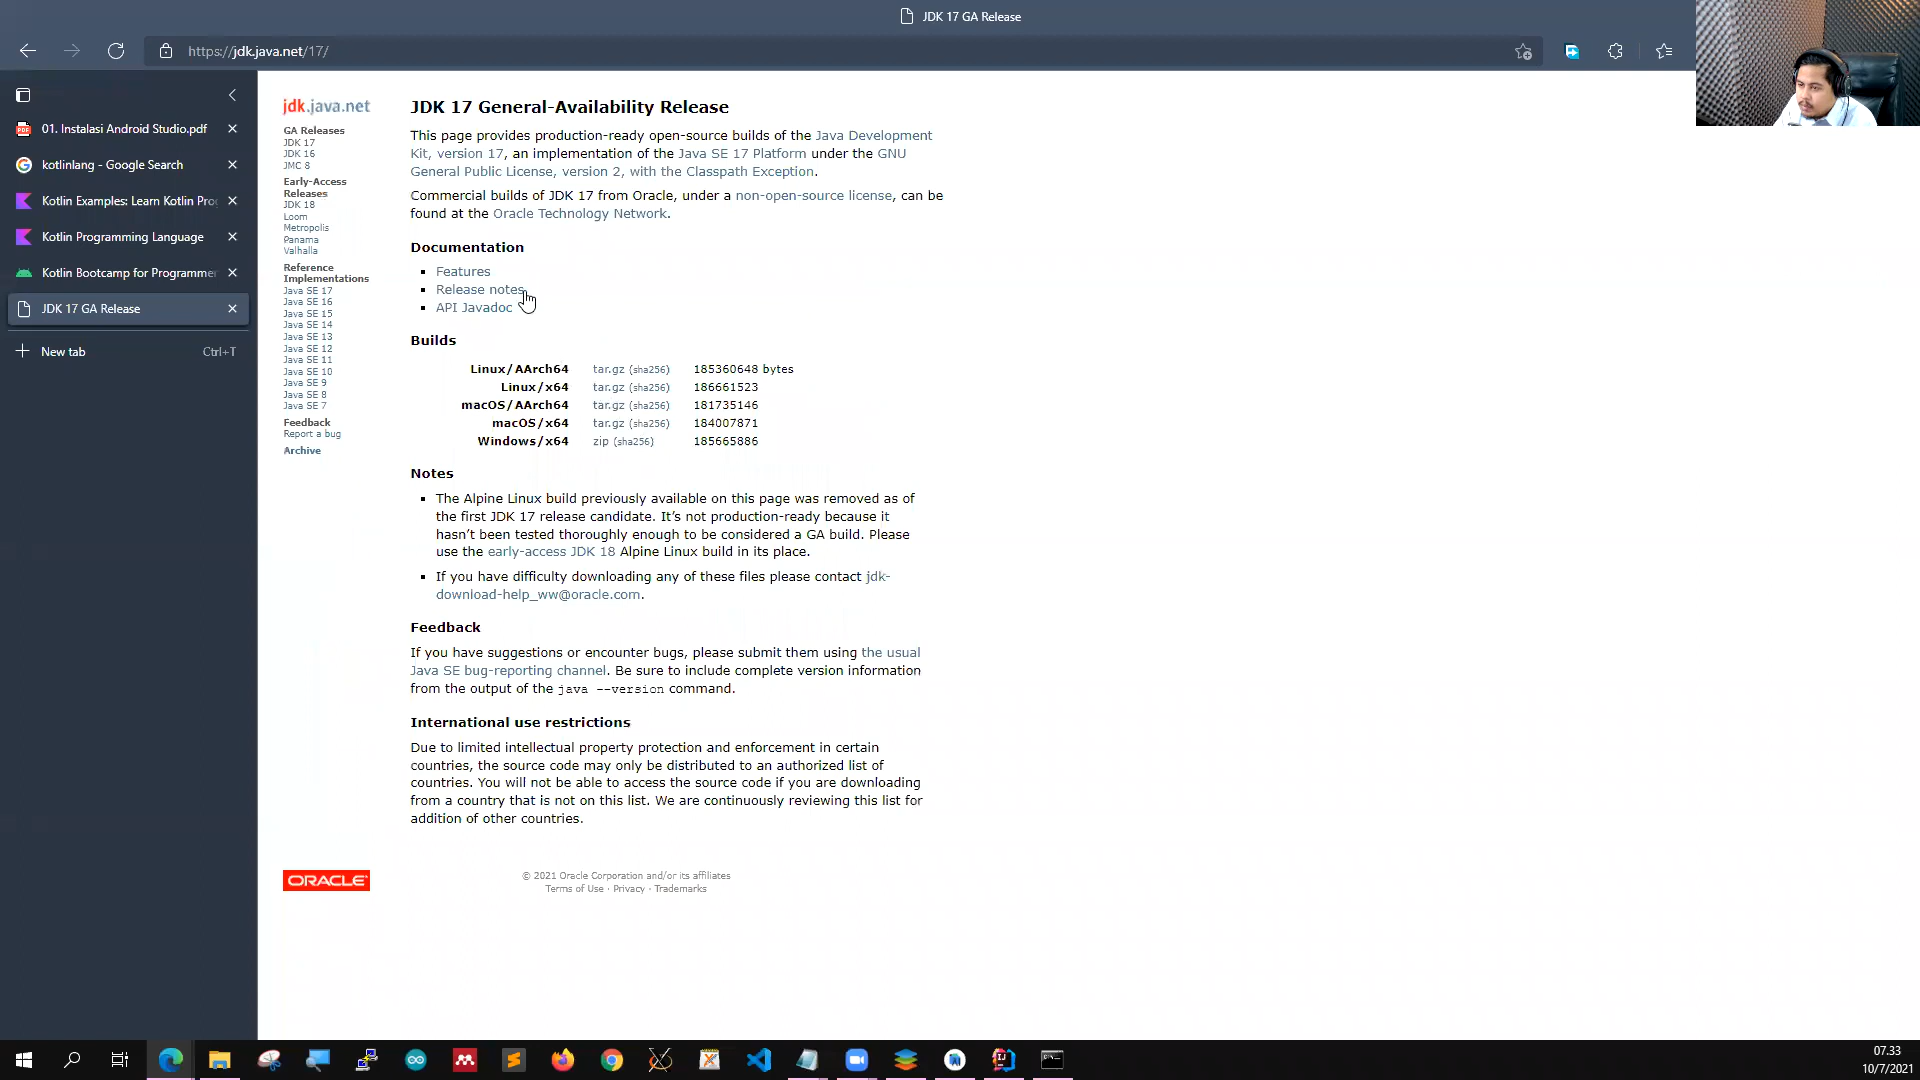 JDK 17 GA Release
https://jdk.java.net/17/
01. Instalasi Android Studio.pdf
kotlinlang - Google Search
Kotlin Examples: Learn Kotlin Pro
Kotlin Programming Language
Kotlin Bootcamp for Programmer
JDK 17 GA Release
New tab Ctrl+T
jdk.java.net
GA Releases
JDK 17
JDK 16
JMC 8
Early-Access
Releases
JDK 18
Loom
Metropolis
Panama
Valhalla
Reference
Implementations
Java SE 17
Java SE 16
Java SE 15
Java SE 14
Java SE 13
Java SE 12
Java SE 11
Java SE 10
Java SE 9
Java SE 8
Java SE 7
Feedback
Report a bug
Archive
JDK 17 General-Availability Release
This page provides production-ready open-source builds of the Java Development
Kit, version 17, an implementation of the Java SE 17 Platform under the GNU
General Public License, version 2, with the Classpath Exception.
Commercial builds of JDK 17 from Oracle, under a non-open-source license, can be
found at the Oracle Technology Network.
Documentation
Features
Release notes
API Javadoc
Builds
Linux/AArch64 tar.gz (sha256) 185360648 bytes
Linux/x64 tar.gz (sha256) 186661523
macOS/AArch64 tar.gz (sha256) 181735146
macOS/x64 tar.gz (sha256) 184007871
Windows/x64 zip (sha256) 185665886
Notes
The Alpine Linux build previously available on this page was removed as of
the first JDK 17 release candidate. It's not production-ready because it
hasn't been tested thoroughly enough to be considered a GA build. Please
use the early-access JDK 18 Alpine Linux build in its place.
If you have difficulty downloading any of these files please contact jdk-
download-help_ww@oracle.com.
Feedback
If you have suggestions or encounter bugs, please submit them using the usual
Java SE bug-reporting channel. Be sure to include complete version information
from the output of the java --version command.
International use restrictions
Due to limited intellectual property protection and enforcement in certain
countries, the source code may only be distributed to an authorized list of
countries. You will not be able to access the source code if you are downloading
from a country that is not on this list. We are continuously reviewing this list for
addition of other countries.
ORACLE
© 2021 Oracle Corporation and/or its affiliates
Terms of Use · Privacy · Trademarks
07.33
10/7/2021